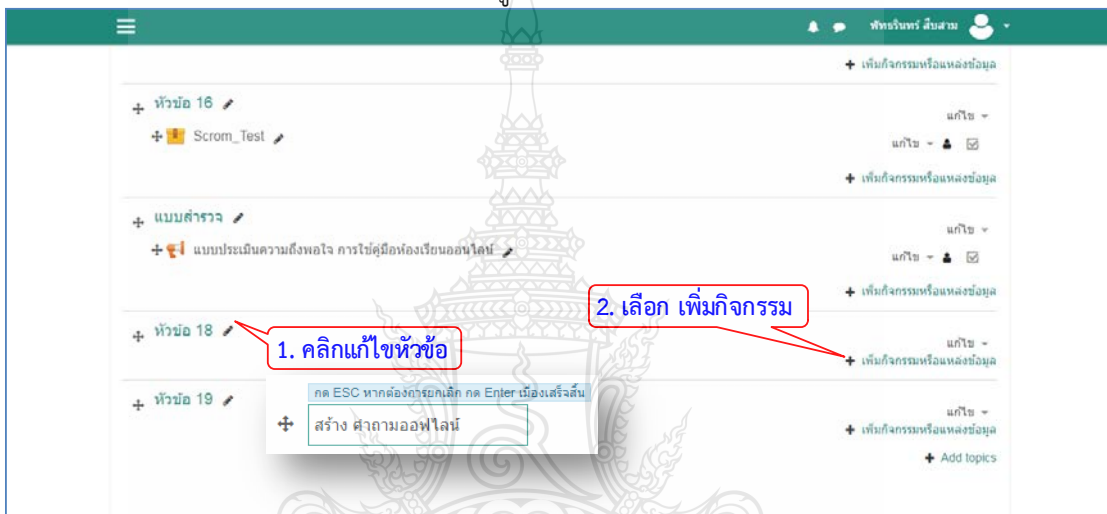 พัทธรินทร์ สืบสาม
เพิ่มกิจกรรมหรือแหล่งข้อมูล
หัวข้อ 16
แก้ไข
Scrom_Test
แก้ไข
เพิ่มกิจกรรมหรือแหล่งข้อมูล
แบบสำรวจ
แก้ไข
แบบประเมินความถึงพอใจ การใช้คู่มือห้องเรียนออนไลน์
แก้ไข
เพิ่มกิจกรรมหรือแหล่งข้อมูล
2. เลือก เพิ่มกิจกรรม
หัวข้อ 18
1. คลิกแก้ไขหัวข้อ
แก้ไข
เพิ่มกิจกรรมหรือแหล่งข้อมูล
กด ESC หากต้องการยกเลิก กด Enter เมื่องเสร็จสิ้น
หัวข้อ 19
แก้ไข
สร้าง คำถามออฟไลน์
เพิ่มกิจกรรมหรือแหล่งข้อมูล
Add topics